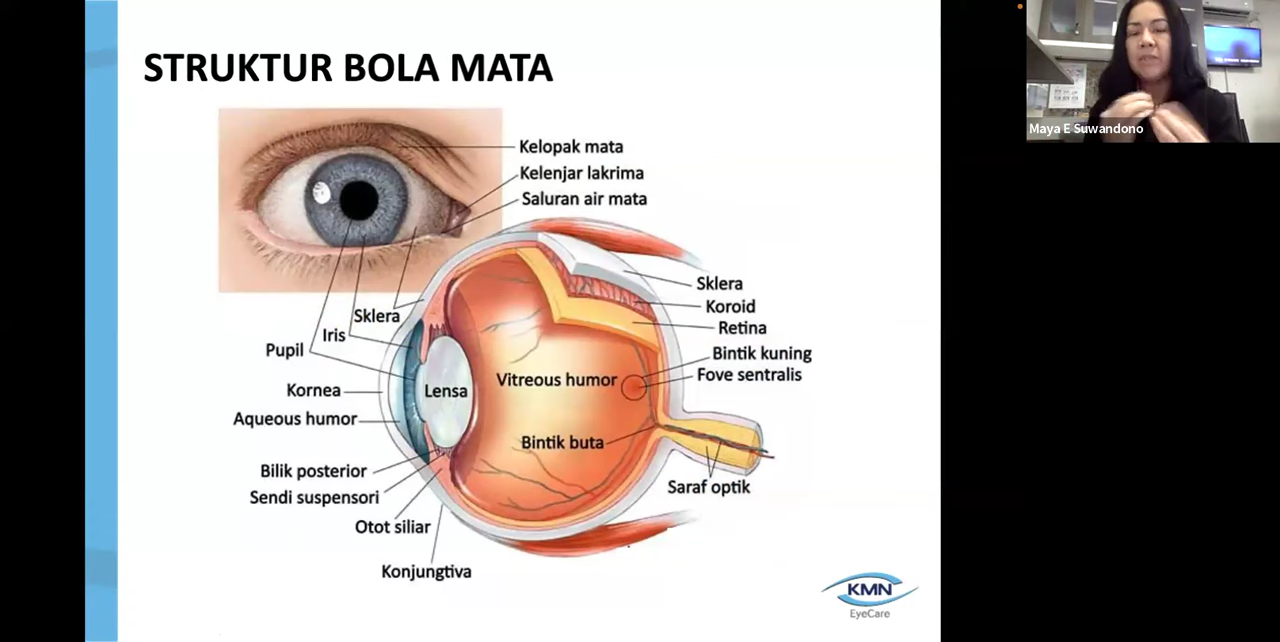 STRUKTUR BOLA MATA
Maya E Suwandono
Kelopak mata
Kelenjar lakrima
Saluran air mata
Sklera
Koroid
Retina
Bintik kuning
Fove sentralis
Sklera
Iris
Pupil
Kornea
Lensa
Vitreous humor
Aqueous humor
Bintik buta
Bilik posterior
Sendi suspensori
Saraf optik
Otot siliar
Konjungtiva
KMN
EyeCare